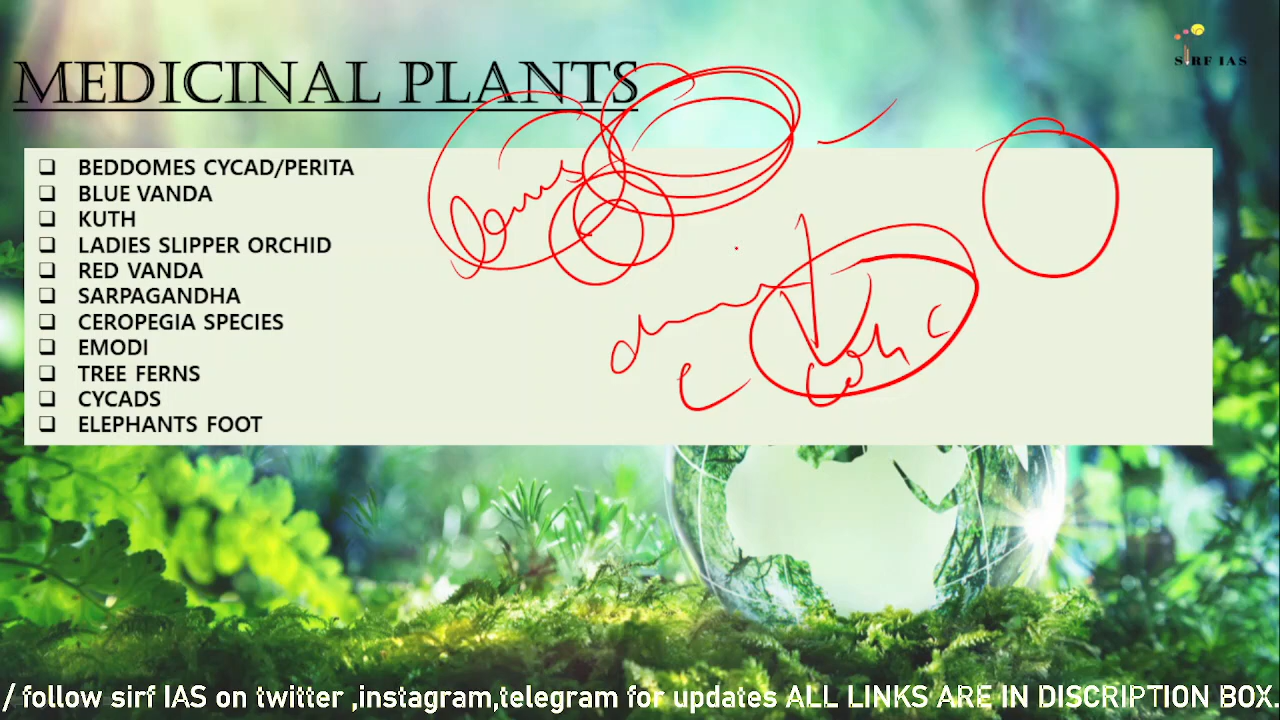 SIRF IAS
MEDICINAL PLANTS
❑ BEDDOMES CYCAD/PERITA
❑ BLUE VANDA
❑ KUTH
❑ LADIES SLIPPER ORCHID
❑ RED VANDA
❑ SARPAGANDHA
❑ CEROPEGIA SPECIES
❑ EMODI
❑ TREE FERNS
❑ CYCADS
❑ ELEPHANTS FOOT
/ follow sirf IAS on twitter ,instagram,telegram for updates ALL LINKS ARE IN DISCRIPTION BOX.